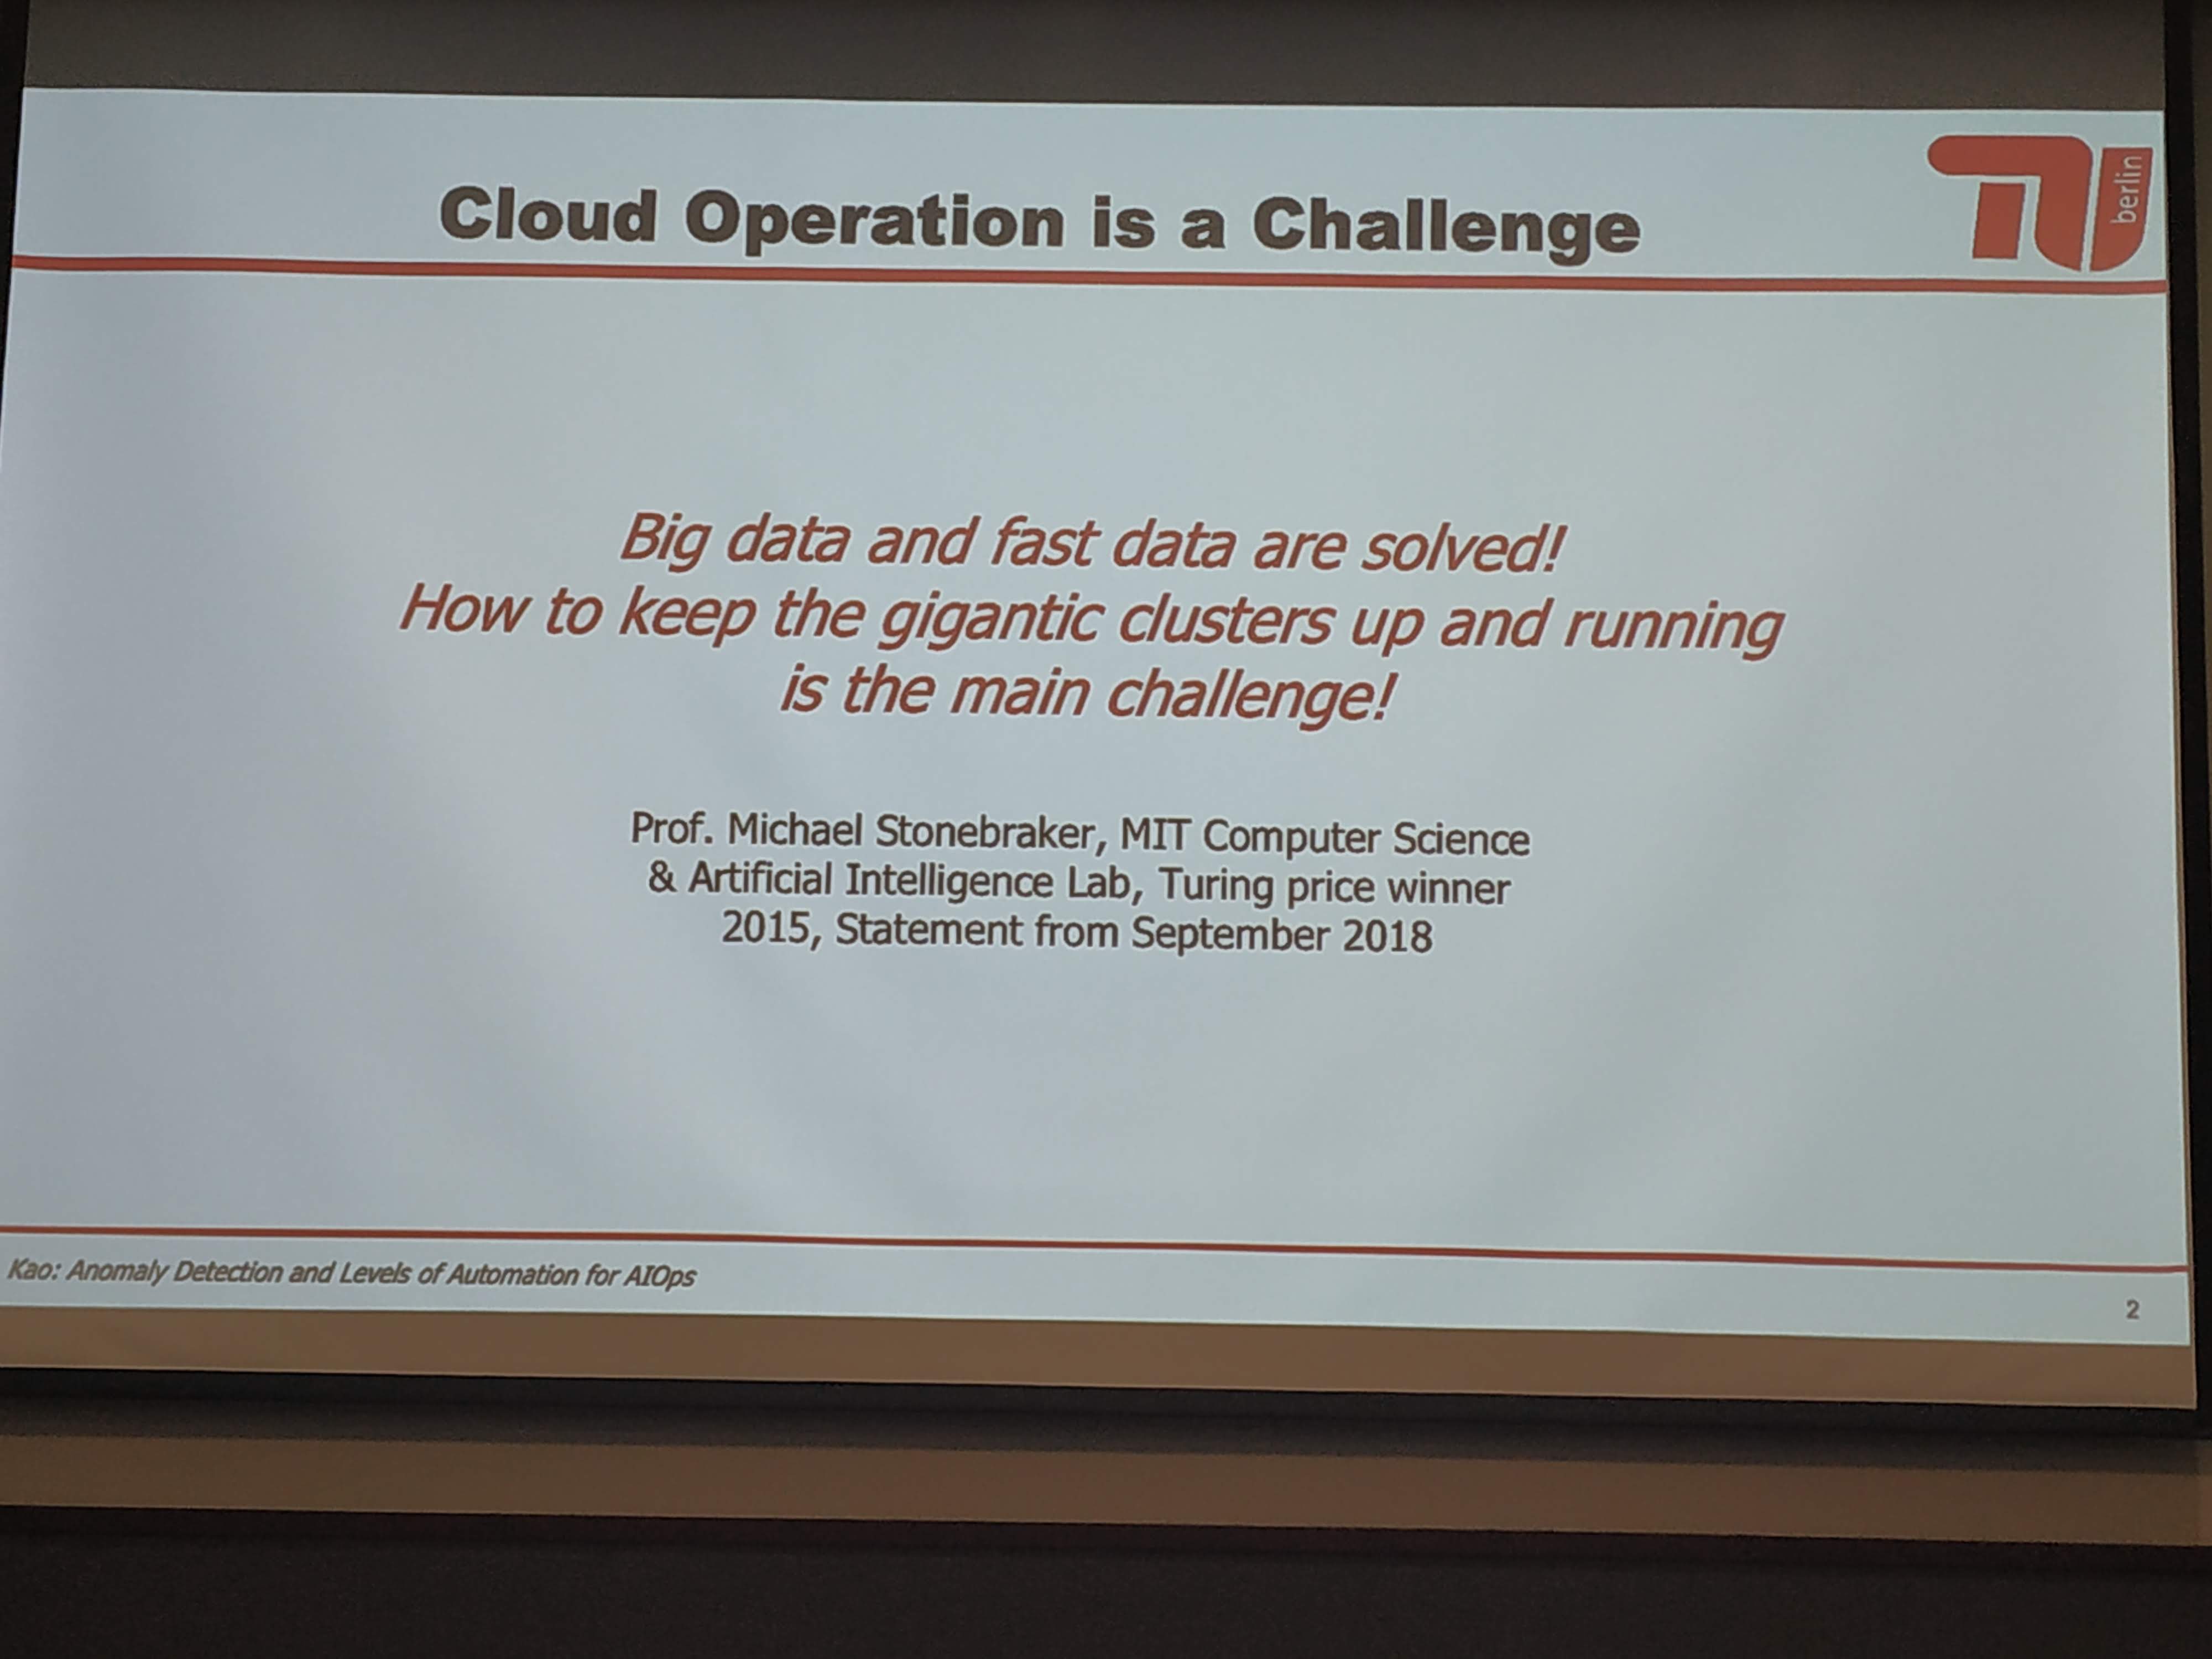 Cloud Operation is a Challenge
berlin
Big data and fast data are solved!
How to keep the gigantic clusters up and running
is the main challenge!
Prof. Michael Stonebraker, MIT Computer Science
& Artificial Intelligence Lab, Turing price winner
2015, Statement from September 2018
Kao: Anomaly Detection and Levels of Automation for AIOps
2